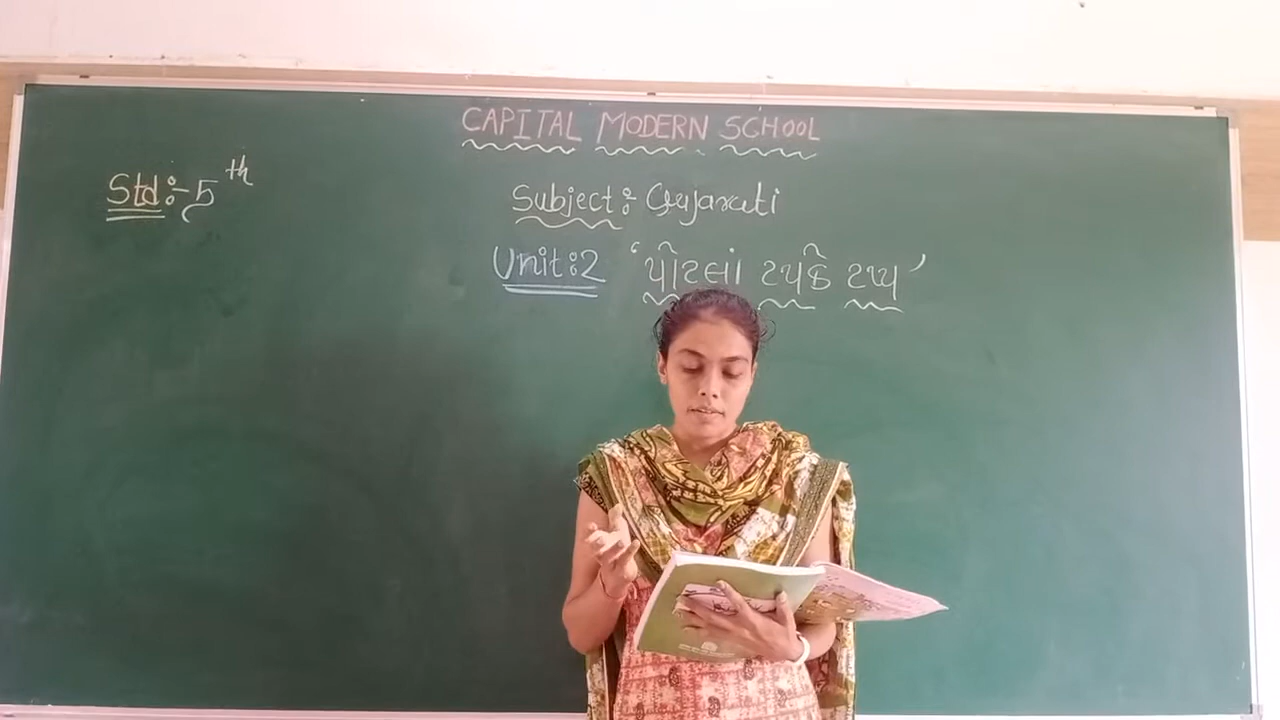 CAPITAL MODERN SCHOOL
Std :- 5th
Subject : Gujarati
Unit : 2 ‘પોટલાં ટપકે ટપ્પ’